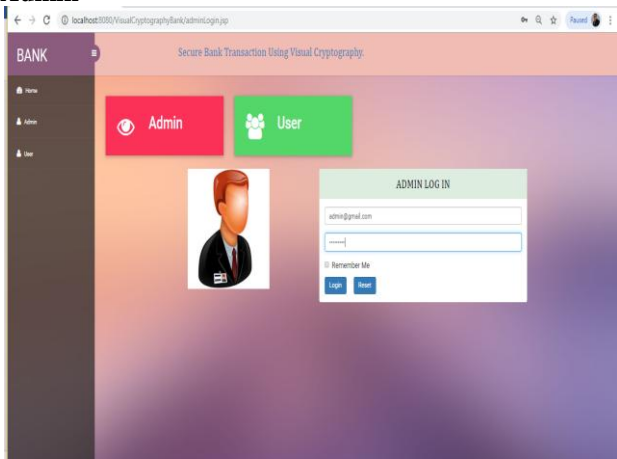 Admin
localhost:8080/VisualCryptographyBank/adminLogin.jsp
Paused
BANK
Secure Bank Transaction Using Visual Cryptography.
Home
Admin
User
Admin
User
ADMIN LOG IN
admin@gmail.com
Remember Me
Login
Reset